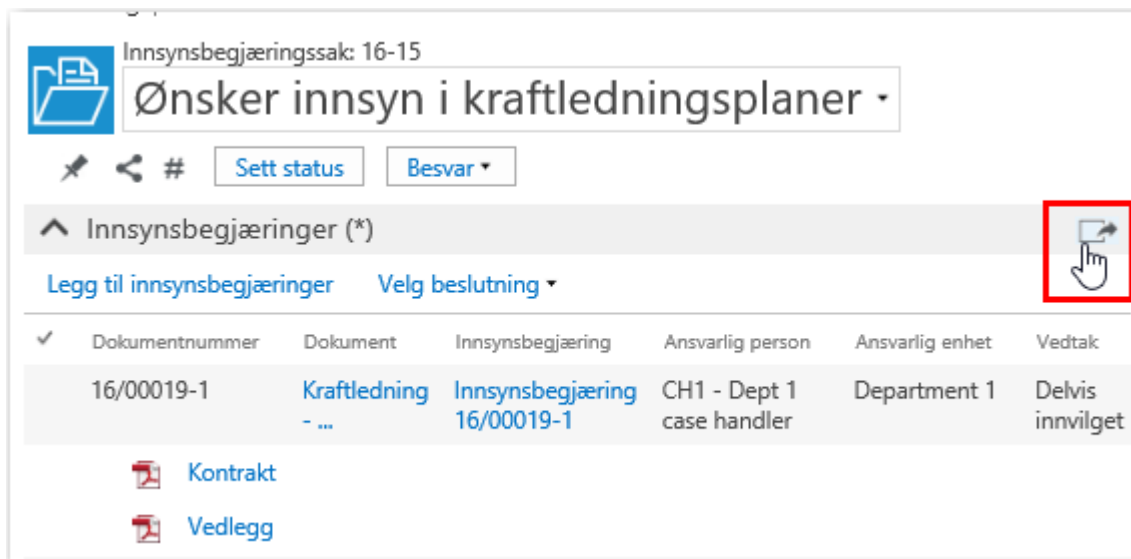 Innsynsbegjæringssak: 16-15
Ønsker innsyn i kraftledningsplaner
# Sett status Besvar
Innsynsbegjæringer (*)
Legg til innsynsbegjæringer Velg beslutning
Dokumentnummer Dokument Innsynsbegjæring Ansvarlig person Ansvarlig enhet Vedtak
16/00019-1 Kraftledning Innsynsbegjæring CH1 - Dept 1 Department 1 Delvis
- ... 16/00019-1 case handler innvilget
Kontrakt
Vedlegg